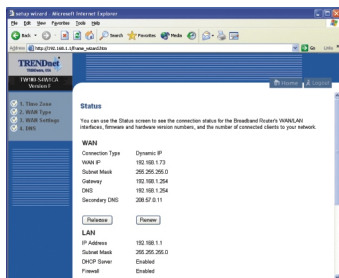 setup wizard - Microsoft Internet Explorer
File Edit View Favorites Tools Help
Back Search Favorites Media
Address http://192.168.1.1/frame_wizard.htm Go Links
TRENDnet
TRENDware, USA
TW100-S4W1CA
Version F
Home Logout
1. Time Zone
2. WAN Type
3. WAN Settings
4. DNS
Status
You can use the Status screen to see the connection status for the Broadband Router's WAN/LAN
interfaces, firmware and hardware version numbers, and the number of connected clients to your network.
WAN
Connection Type Dynamic IP
WAN IP 192.168.1.73
Subnet Mask 255.255.255.0
Gateway 192.168.1.254
DNS 192.168.1.254
Secondary DNS 208.57.0.11
Release Renew
LAN
IP Address 192.168.1.1
Subnet Mask 255.255.255.0
DHCP Server Enabled
Firewall Enabled